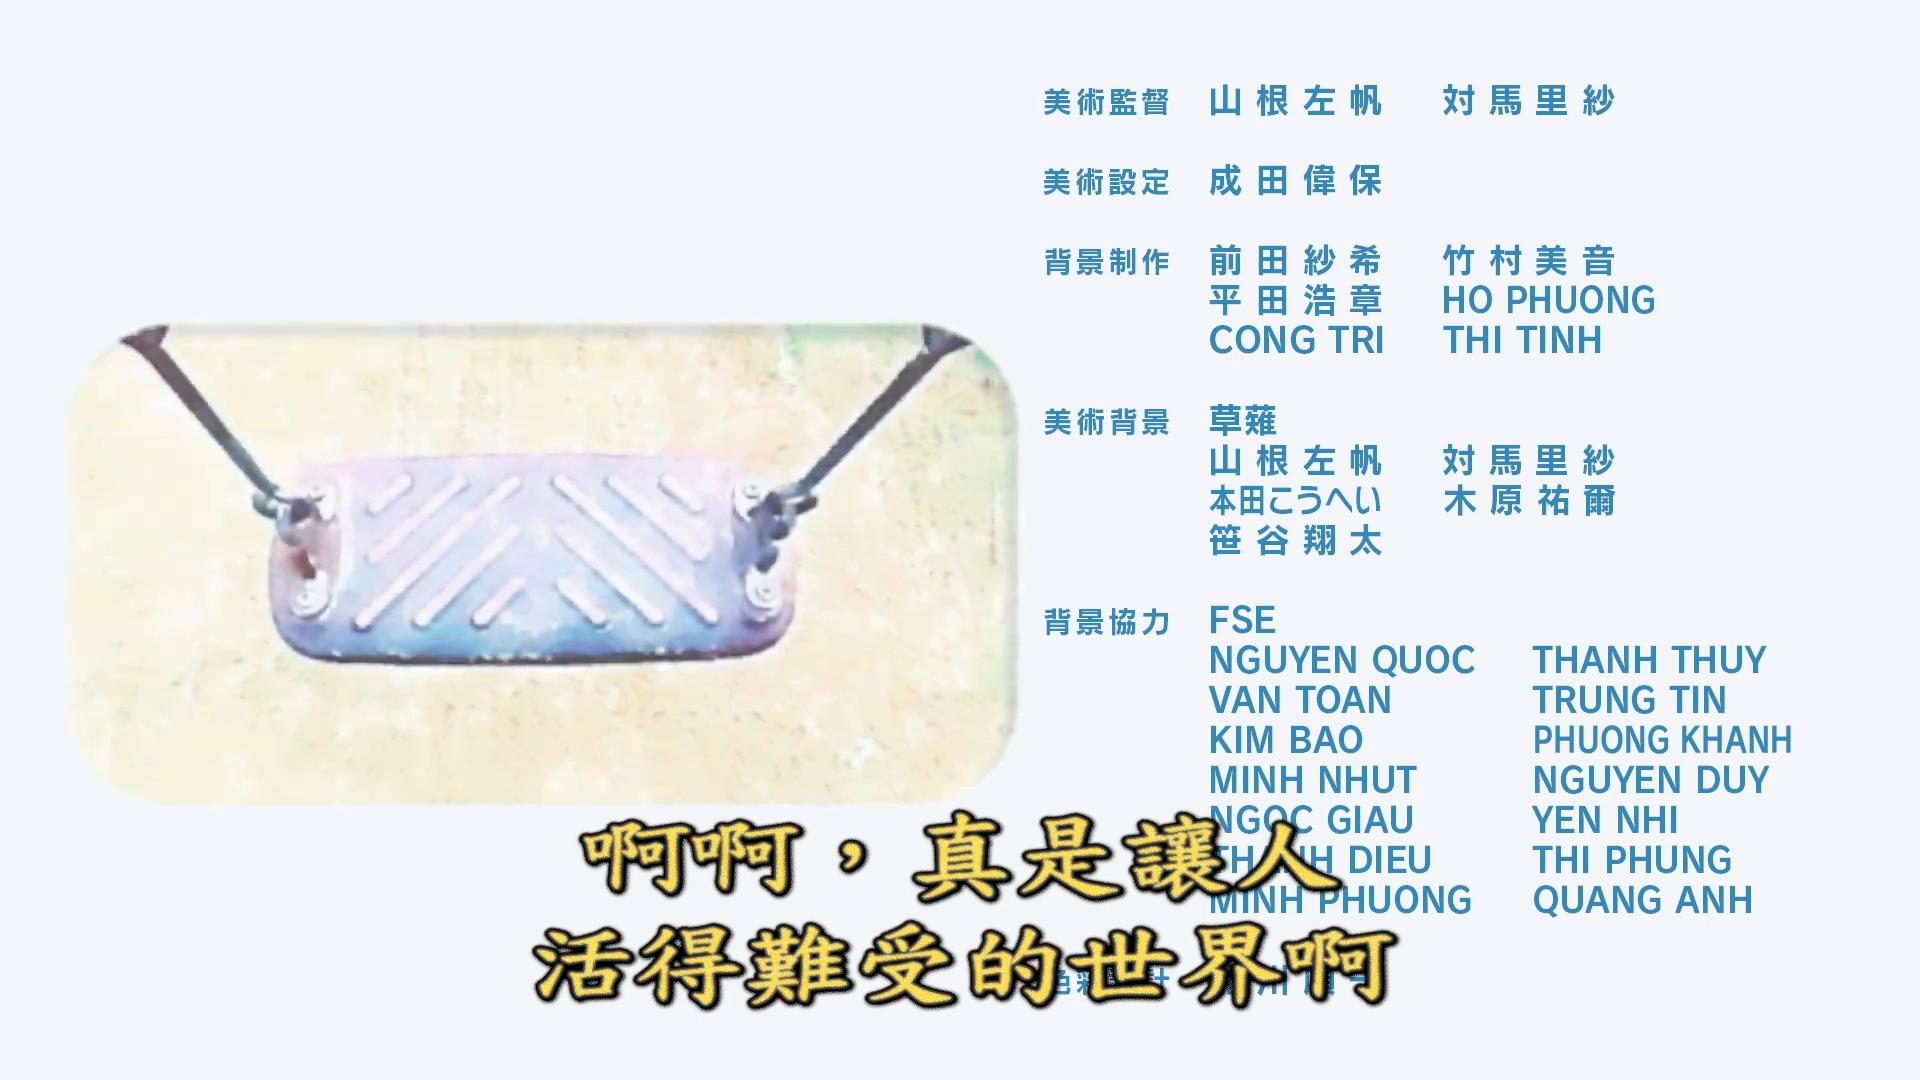 美術監督 山根左帆 対馬里紗
美術設定 成田偉保
背景制作 前田紗希 竹村美音
平田浩章 HO PHUONG
CONG TRI THI TINH
美術背景 草薙
山根左帆 対馬里紗
本田こうへい 木原祐爾
笹谷翔太
背景協力 FSE
NGUYEN QUOC THANH THUY
VAN TOAN TRUNG TIN
KIM BAO PHUONG KHANH
MINH NHUT NGUYEN DUY
NGOC GIAU YEN NHI
THANH DIEU THI PHUNG
MINH PHUONG QUANG ANH
啊啊，真是讓人
活得難受的世界啊